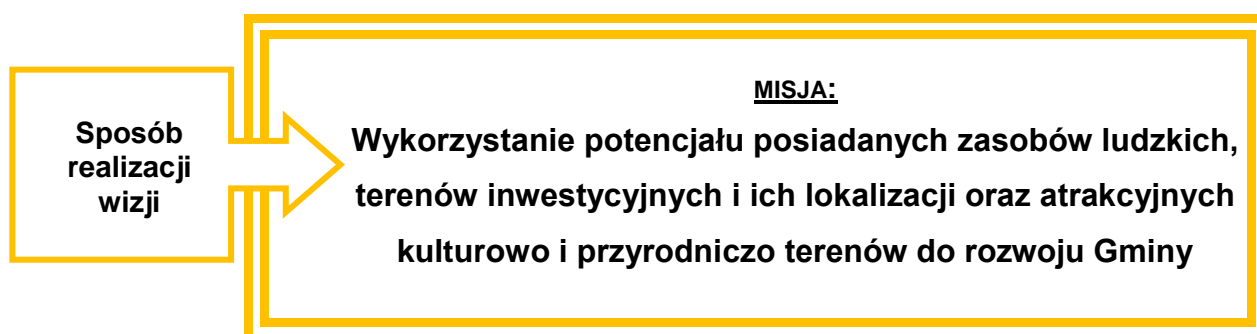 Sposób
realizacji
wizji
MISJA:
Wykorzystanie potencjału posiadanych zasobów ludzkich,
terenów inwestycyjnych i ich lokalizacji oraz atrakcyjnych
kulturowo i przyrodniczo terenów do rozwoju Gminy